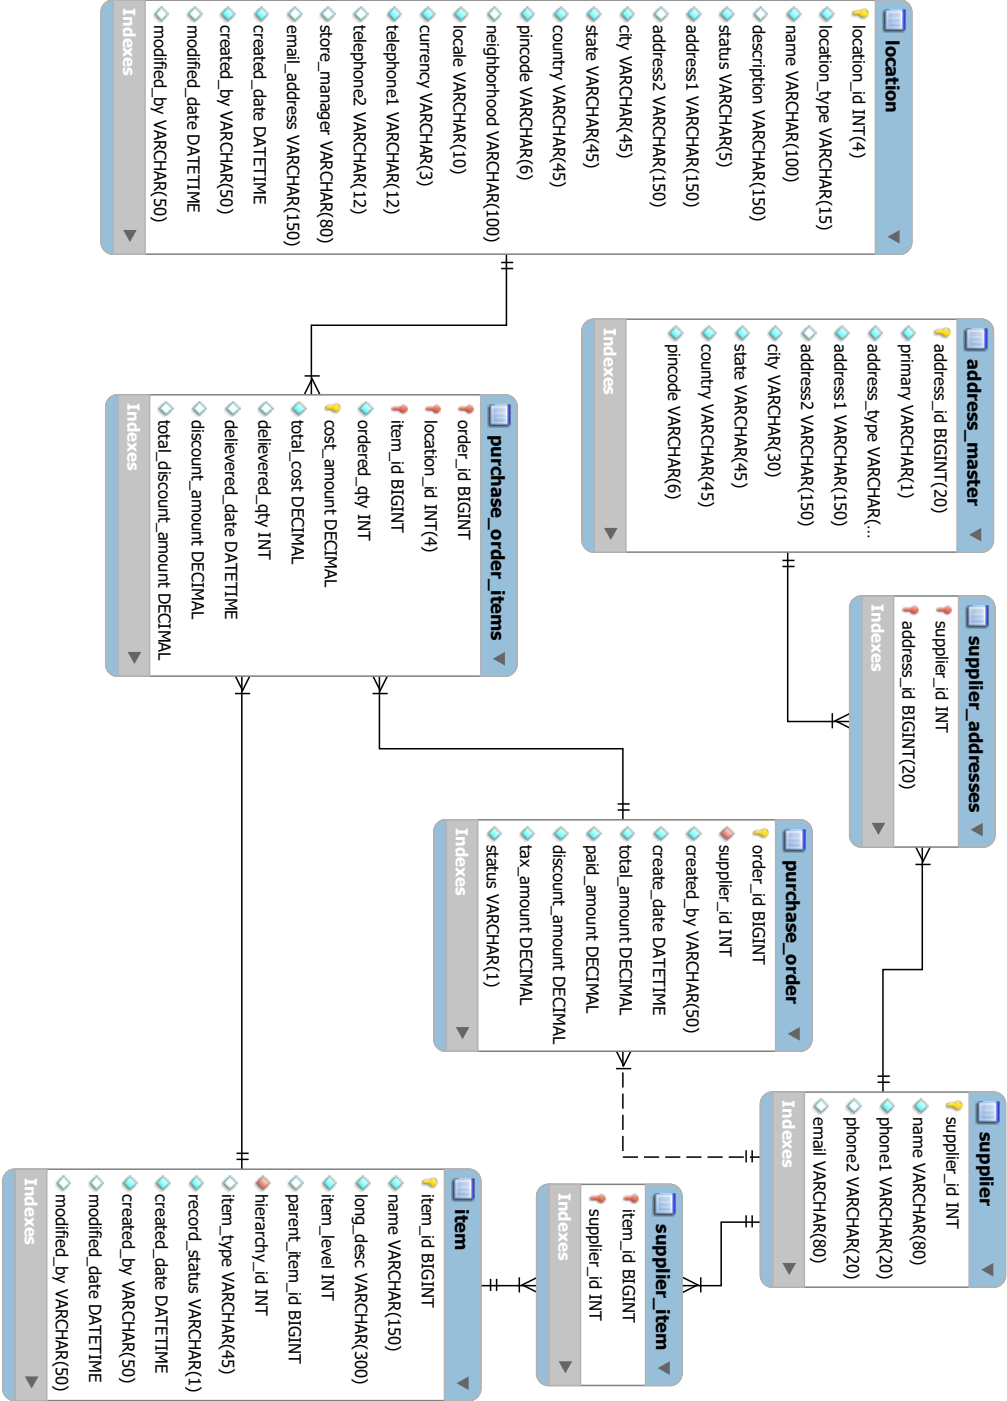 location
location_id INT(4)
location_type VARCHAR(15)
name VARCHAR(100)
description VARCHAR(150)
status VARCHAR(5)
address1 VARCHAR(150)
address2 VARCHAR(150)
city VARCHAR(45)
state VARCHAR(45)
country VARCHAR(45)
pincode VARCHAR(6)
neighborhood VARCHAR(100)
locale VARCHAR(10)
currency VARCHAR(3)
telephone1 VARCHAR(12)
telephone2 VARCHAR(12)
store_manager VARCHAR(80)
email_address VARCHAR(150)
created_date DATETIME
created_by VARCHAR(50)
modified_date DATETIME
modified_by VARCHAR(50)
Indexes
address_master
address_id BIGINT(20)
primary VARCHAR(1)
address_type VARCHAR(...
address1 VARCHAR(150)
address2 VARCHAR(150)
city VARCHAR(30)
state VARCHAR(45)
country VARCHAR(45)
pincode VARCHAR(6)
Indexes
purchase_order_items
order_id BIGINT
location_id INT(4)
item_id BIGINT
ordered_qty INT
cost_amount DECIMAL
total_cost DECIMAL
delievered_qty INT
delievered_date DATETIME
discount_amount DECIMAL
total_discount_amount DECIMAL
Indexes
supplier_addresses
supplier_id INT
address_id BIGINT(20)
Indexes
purchase_order
order_id BIGINT
supplier_id INT
created_by VARCHAR(50)
create_date DATETIME
total_amount DECIMAL
paid_amount DECIMAL
discount_amount DECIMAL
tax_amount DECIMAL
status VARCHAR(1)
Indexes
supplier
supplier_id INT
name VARCHAR(80)
phone1 VARCHAR(20)
phone2 VARCHAR(20)
email VARCHAR(80)
Indexes
supplier_item
item_id BIGINT
supplier_id INT
Indexes
item
item_id BIGINT
name VARCHAR(150)
long_desc VARCHAR(300)
item_level INT
parent_item_id BIGINT
hierarchy_id INT
item_type VARCHAR(45)
record_status VARCHAR(1)
created_date DATETIME
created_by VARCHAR(50)
modified_date DATETIME
modified_by VARCHAR(50)
Indexes